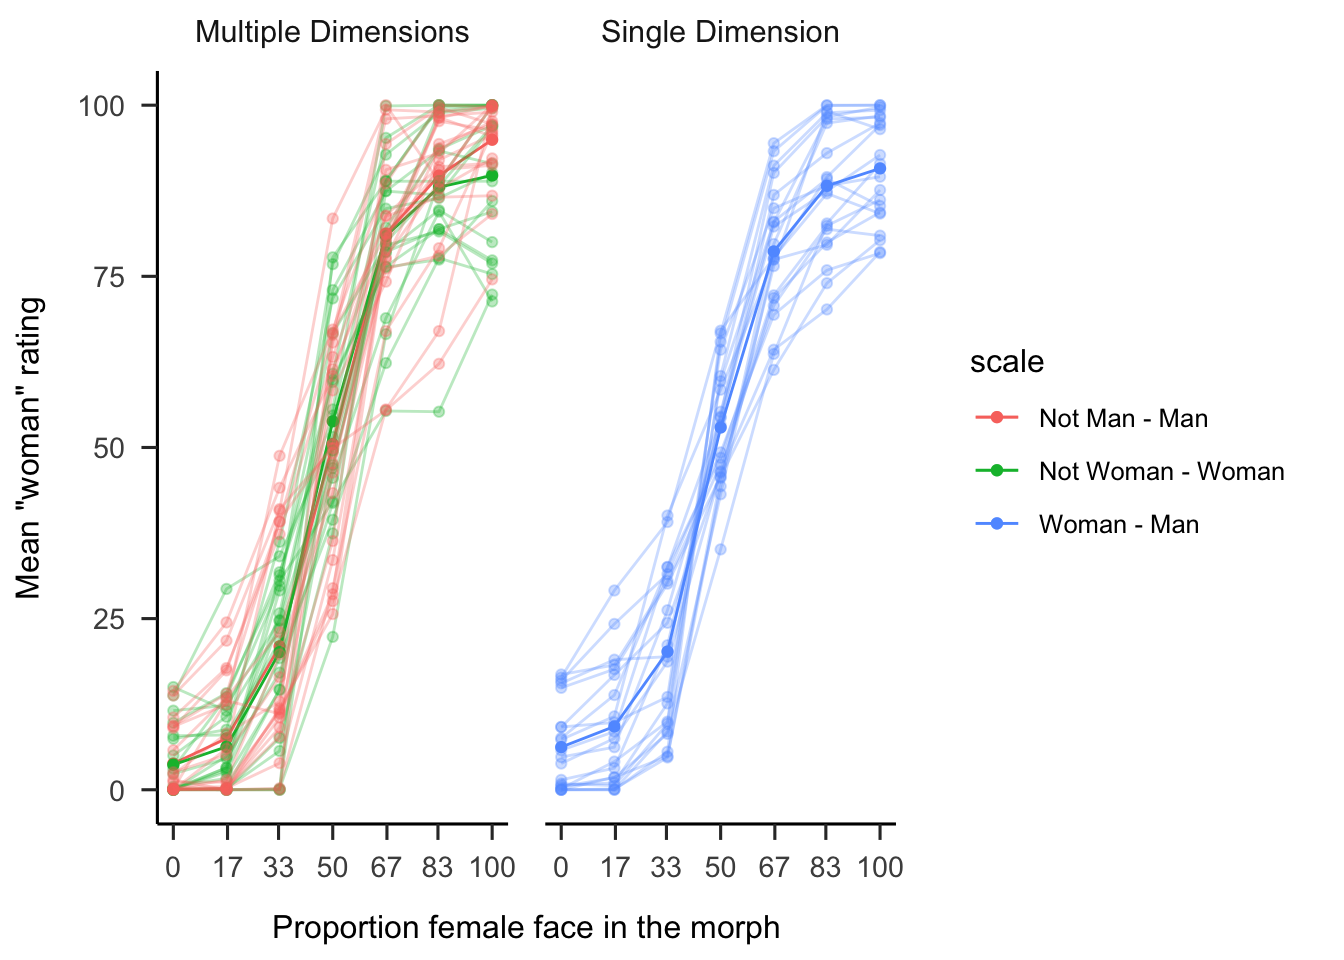 Multiple Dimensions
Single Dimension
Mean "woman" rating
100
75
50
25
0
0 17 33 50 67 83 100
0 17 33 50 67 83 100
Proportion female face in the morph
scale
Not Man - Man
Not Woman - Woman
Woman - Man